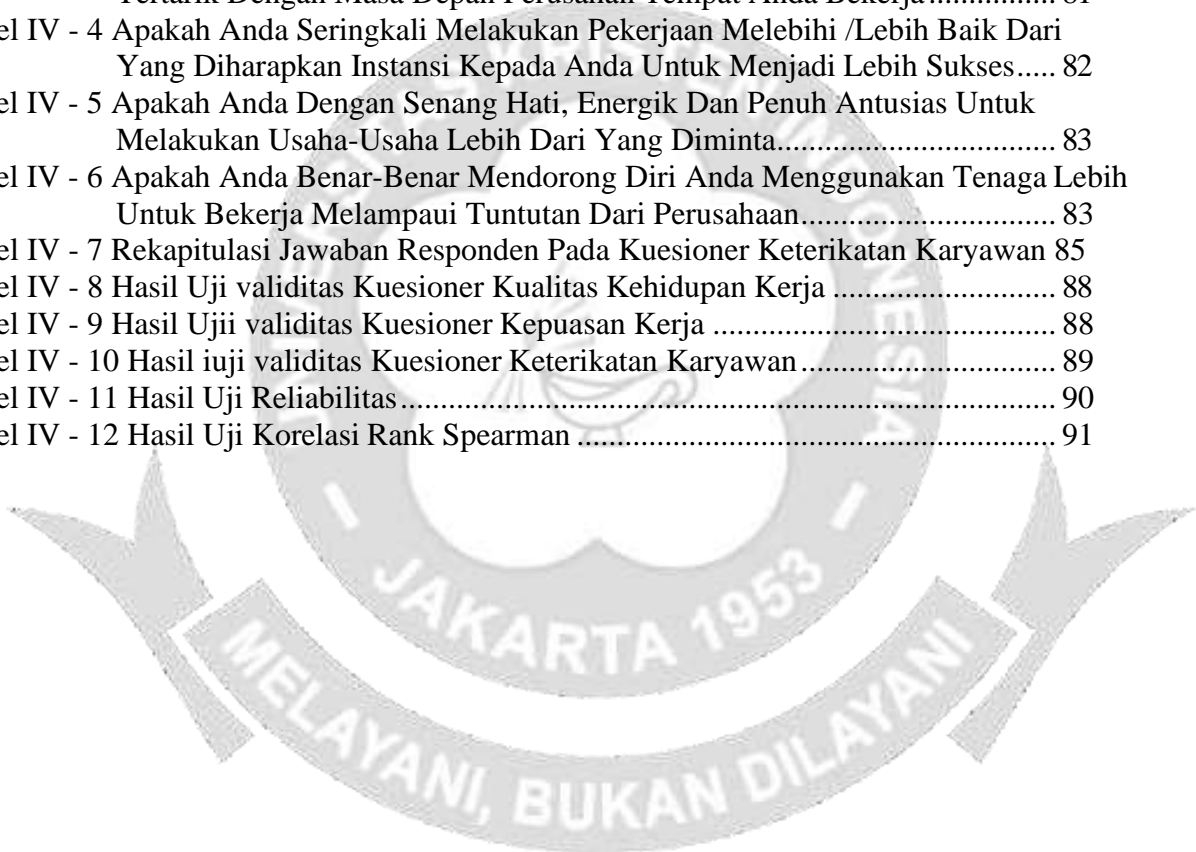 Tertarik Dengan Masa Depan Perusahan Tempat Anda Bekerja............... 81
el IV - 4 Apakah Anda Seringkali Melakukan Pekerjaan Melebihi /Lebih Baik Dari
Yang Diharapkan Instansi Kepada Anda Untuk Menjadi Lebih Sukses..... 82
el IV - 5 Apakah Anda Dengan Senang Hati, Energik Dan Penuh Antusias Untuk
Melakukan Usaha-Usaha Lebih Dari Yang Diminta................................. 83
el IV - 6 Apakah Anda Benar-Benar Mendorong Diri Anda Menggunakan Tenaga Lebih
Untuk Bekerja Melampaui Tuntutan Dari Perusahaan.............................. 83
el IV - 7 Rekapitulasi Jawaban Responden Pada Kuesioner Keterikatan Karyawan 85
el IV - 8 Hasil Uji validitas Kuesioner Kualitas Kehidupan Kerja ........................... 88
el IV - 9 Hasil Ujii validitas Kuesioner Kepuasan Kerja ......................................... 88
el IV - 10 Hasil iuji validitas Kuesioner Keterikatan Karyawan.............................. 89
el IV - 11 Hasil Uji Reliabilitas............................................................................... 90
el IV - 12 Hasil Uji Korelasi Rank Spearman ......................................................... 91
UNIVERSITAS KRISTEN INDONESIA
- JAKARTA 1953 -
MELAYANI, BUKAN DILAYANI